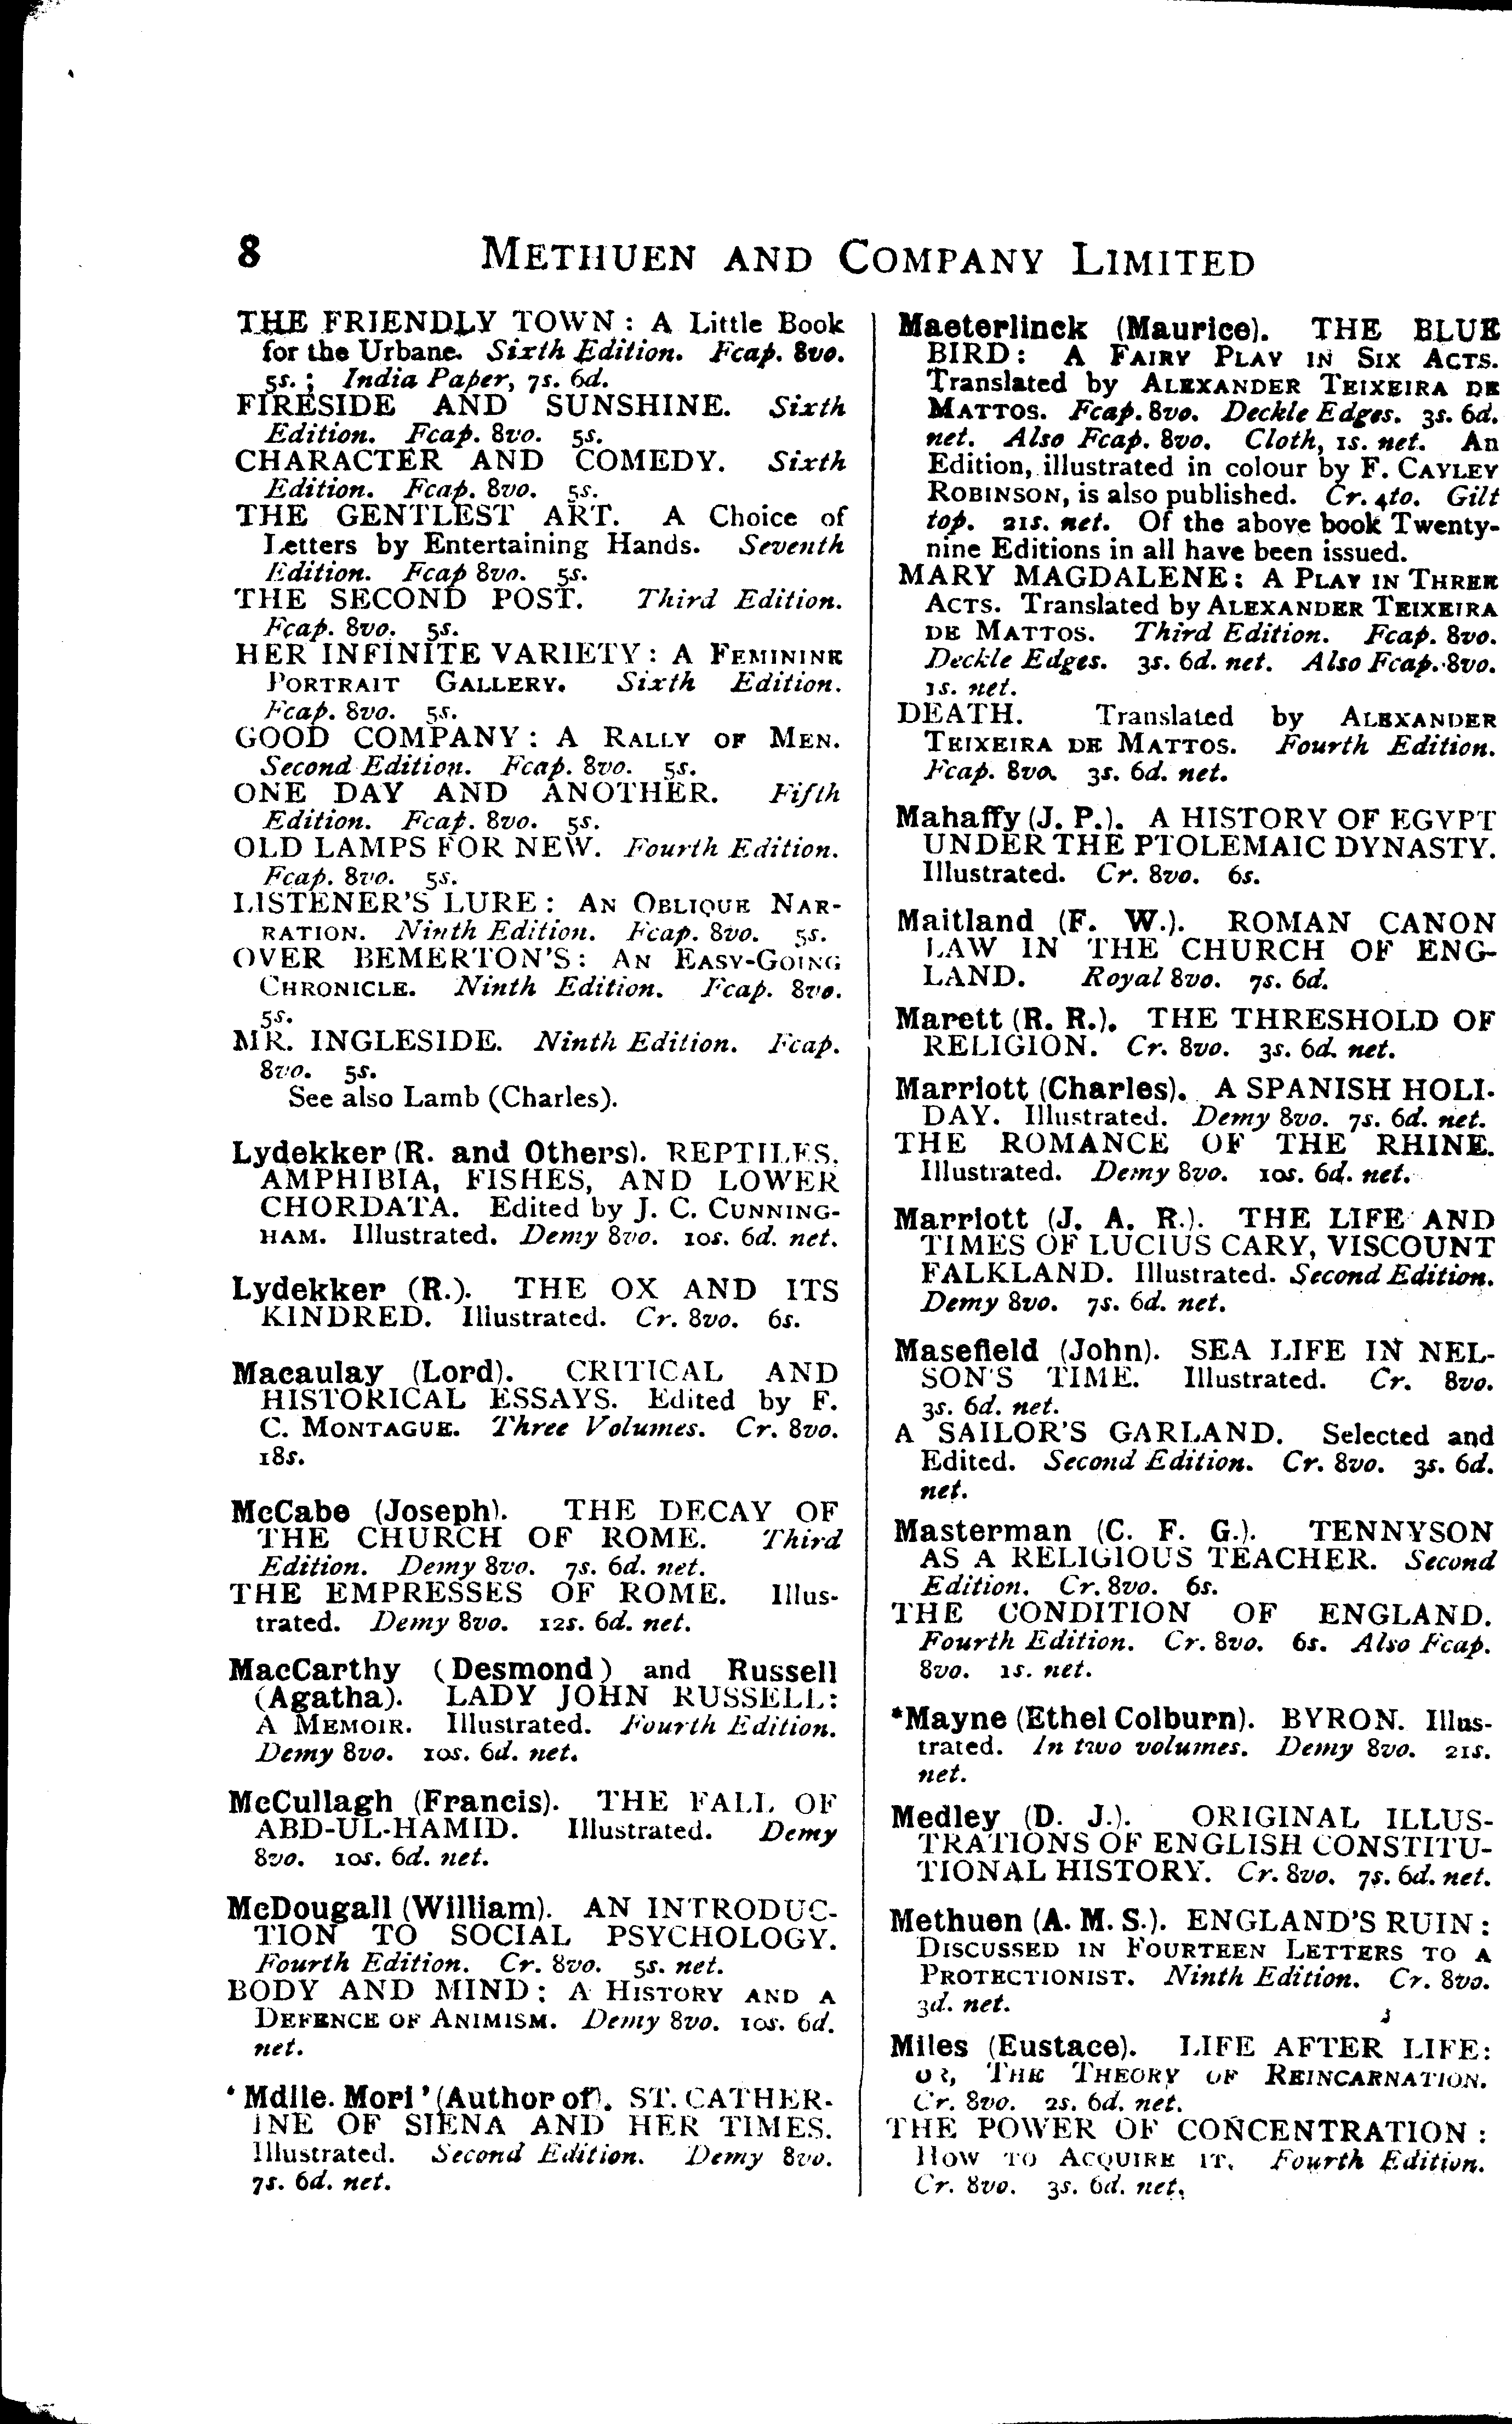 8 METHUEN AND COMPANY LIMITED
THE FRIENDLY TOWN : A Little Book
for the Urbane. Sixth Edition. Fcap. 8vo.
5s. ; India Paper, 7s. 6d.
FIRESIDE AND SUNSHINE. Sixth
Edition. Fcap. 8vo. 5s.
CHARACTER AND COMEDY. Sixth
Edition. Fcap. 8vo. 5s.
THE GENTLEST ART. A Choice of
Letters by Entertaining Hands. Seventh
Edition. Fcap 8vo. 5s.
THE SECOND POST. Third Edition.
Fcap. 8vo. 5s.
HER INFINITE VARIETY : A FEMININE
PORTRAIT GALLERY. Sixth Edition.
Fcap. 8vo. 5s.
GOOD COMPANY : A RALLY OF MEN.
Second Edition. Fcap. 8vo. 5s.
ONE DAY AND ANOTHER. Fifth
Edition. Fcap. 8vo. 5s.
OLD LAMPS FOR NEW. Fourth Edition.
Fcap. 8vo. 5s.
LISTENER'S LURE : AN OBLIQUE NAR-
RATION. Ninth Edition. Fcap. 8vo. 5s.
OVER BEMERTON'S : AN EASY-GOING
CHRONICLE. Ninth Edition. Fcap. 8vo.
5s.
MR. INGLESIDE. Ninth Edition. Fcap.
8vo. 5s.
See also Lamb (Charles).
Lydekker (R. and Others). REPTILES,
AMPHIBIA, FISHES, AND LOWER
CHORDATA. Edited by J. C. CUNNING-
HAM. Illustrated. Demy 8vo. 10s. 6d. net.
Lydekker (R.). THE OX AND ITS
KINDRED. Illustrated. Cr. 8vo. 6s.
Macaulay (Lord). CRITICAL AND
HISTORICAL ESSAYS. Edited by F.
C. MONTAGUE. Three Volumes. Cr. 8vo.
18s.
McCabe (Joseph). THE DECAY OF
THE CHURCH OF ROME. Third
Edition. Demy 8vo. 7s. 6d. net.
THE EMPRESSES OF ROME. Illus-
trated. Demy 8vo. 12s. 6d. net.
MacCarthy (Desmond) and Russell
(Agatha). LADY JOHN RUSSELL:
A MEMOIR. Illustrated. Fourth Edition.
Demy 8vo. 10s. 6d. net.
McCullagh (Francis). THE FALL OF
ABD-UL-HAMID. Illustrated. Demy
8vo. 10s. 6d. net.
McDougall (William). AN INTRODUC-
TION TO SOCIAL PSYCHOLOGY.
Fourth Edition. Cr. 8vo. 5s. net.
BODY AND MIND : A HISTORY AND A
DEFENCE OF ANIMISM. Demy 8vo. 10s. 6d.
net.
' Mdlle. Mori ' (Author of). ST. CATHER-
INE OF SIENA AND HER TIMES.
Illustrated. Second Edition. Demy 8vo.
7s. 6d. net.
Maeterlinck (Maurice). THE BLUE
BIRD : A FAIRY PLAY IN SIX ACTS.
Translated by ALEXANDER TEIXEIRA DE
MATTOS. Fcap. 8vo. Deckle Edges. 3s. 6d.
net. Also Fcap. 8vo. Cloth, 1s. net. An
Edition, illustrated in colour by F. CAYLEY
ROBINSON, is also published. Cr. 4to. Gilt
top. 21s. net. Of the above book Twenty-
nine Editions in all have been issued.
MARY MAGDALENE : A PLAY IN THREE
ACTS. Translated by ALEXANDER TEIXEIRA
DE MATTOS. Third Edition. Fcap. 8vo.
Deckle Edges. 3s. 6d. net. Also Fcap. 8vo.
1s. net.
DEATH. Translated by ALEXANDER
TEIXEIRA DE MATTOS. Fourth Edition.
Fcap. 8vo. 3s. 6d. net.
Mahaffy (J. P.). A HISTORY OF EGYPT
UNDER THE PTOLEMAIC DYNASTY.
Illustrated. Cr. 8vo. 6s.
Maitland (F. W.). ROMAN CANON
LAW IN THE CHURCH OF ENG-
LAND. Royal 8vo. 7s. 6d.
Marett (R. R.). THE THRESHOLD OF
RELIGION. Cr. 8vo. 3s. 6d. net.
Marriott (Charles). A SPANISH HOLI-
DAY. Illustrated. Demy 8vo. 7s. 6d. net.
THE ROMANCE OF THE RHINE.
Illustrated. Demy 8vo. 10s. 6d. net.
Marriott (J. A. R.). THE LIFE AND
TIMES OF LUCIUS CARY, VISCOUNT
FALKLAND. Illustrated. Second Edition.
Demy 8vo. 7s. 6d. net.
Masefield (John). SEA LIFE IN NEL-
SON'S TIME. Illustrated. Cr. 8vo.
3s. 6d. net.
A SAILOR'S GARLAND. Selected and
Edited. Second Edition. Cr. 8vo. 3s. 6d.
net.
Masterman (C. F. G.). TENNYSON
AS A RELIGIOUS TEACHER. Second
Edition. Cr. 8vo. 6s.
THE CONDITION OF ENGLAND.
Fourth Edition. Cr. 8vo. 6s. Also Fcap.
8vo. 1s. net.
*Mayne (Ethel Colburn). BYRON. Illus-
trated. In two volumes. Demy 8vo. 21s.
net.
Medley (D. J.). ORIGINAL ILLUS-
TRATIONS OF ENGLISH CONSTITU-
TIONAL HISTORY. Cr. 8vo. 7s. 6d. net.
Methuen (A. M. S.). ENGLAND'S RUIN :
DISCUSSED IN FOURTEEN LETTERS TO A
PROTECTIONIST. Ninth Edition. Cr. 8vo.
3d. net.
Miles (Eustace). LIFE AFTER LIFE:
OR, THE THEORY OF REINCARNATION.
Cr. 8vo. 2s. 6d. net.
THE POWER OF CONCENTRATION :
HOW TO ACQUIRE IT. Fourth Edition.
Cr. 8vo. 3s. 6d. net.